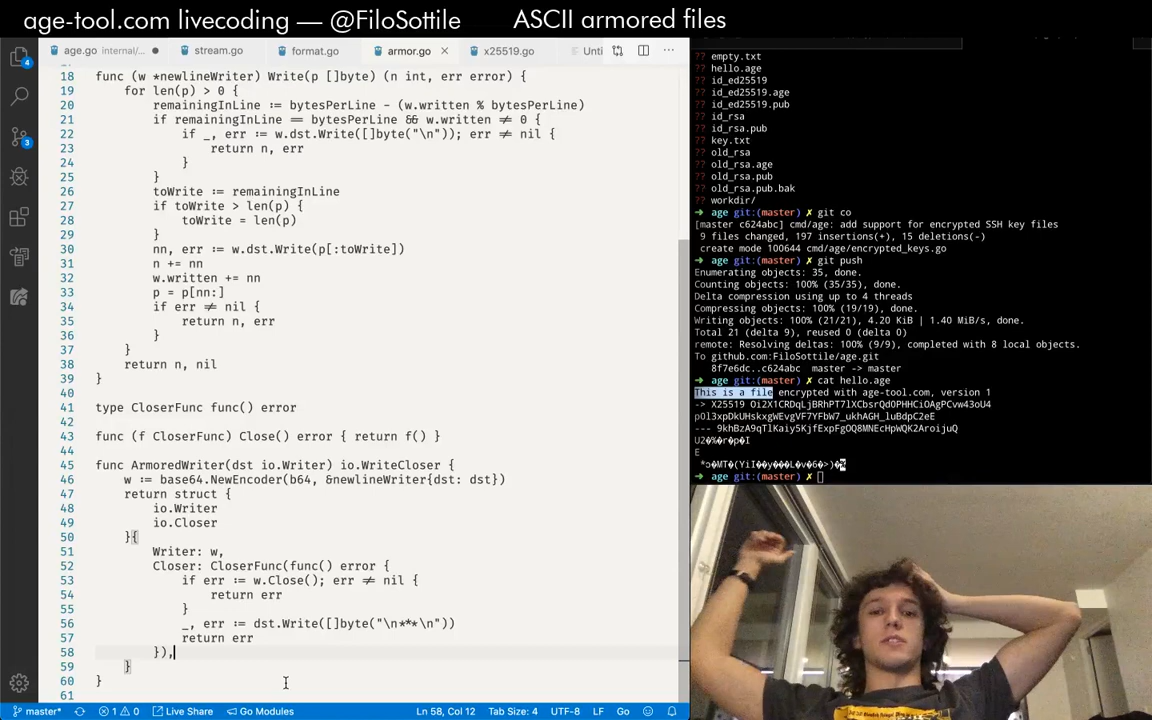 age-tool.com livecoding — @FiloSottile ASCII armored files
age.go internal/... stream.go format.go armor.go x25519.go Unti
18 func (w *newlineWriter) Write(p []byte) (n int, err error) {
19 for len(p) > 0 {
20 remainingInLine := bytesPerLine - (w.written % bytesPerLine)
21 if remainingInLine == bytesPerLine && w.written != 0 {
22 if _, err := w.dst.Write([]byte("\n")); err != nil {
23 return n, err
24 }
25 }
26 toWrite := remainingInLine
27 if toWrite > len(p) {
28 toWrite = len(p)
29 }
30 nn, err := w.dst.Write(p[:toWrite])
31 n += nn
32 w.written += nn
33 p = p[nn:]
34 if err != nil {
35 return n, err
36 }
37 }
38 return n, nil
39 }
40
41 type CloserFunc func() error
42
43 func (f CloserFunc) Close() error { return f() }
44
45 func ArmoredWriter(dst io.Writer) io.WriteCloser {
46 w := base64.NewEncoder(b64, &newlineWriter{dst: dst})
47 return struct {
48 io.Writer
49 io.Closer
50 }{
51 Writer: w,
52 Closer: CloserFunc(func() error {
53 if err := w.Close(); err != nil {
54 return err
55 }
56 _, err := dst.Write([]byte("\n***\n"))
57 return err
58 }),
59 }
60 }
61
master* 1 0 Live Share Go Modules Ln 58, Col 12 Tab Size: 4 UTF-8 LF Go
4
3
?? empty.txt
?? hello.age
?? id_ed25519
?? id_ed25519.age
?? id_ed25519.pub
?? id_rsa
?? id_rsa.pub
?? key.txt
?? old_rsa
?? old_rsa.age
?? old_rsa.pub
?? old_rsa.pub.bak
?? workdir/
➜ age git:(master) ✗ git co
[master c624abc] cmd/age: add support for encrypted SSH key files
9 files changed, 197 insertions(+), 15 deletions(-)
create mode 100644 cmd/age/encrypted_keys.go
➜ age git:(master) ✗ git push
Enumerating objects: 35, done.
Counting objects: 100% (35/35), done.
Delta compression using up to 4 threads
Compressing objects: 100% (19/19), done.
Writing objects: 100% (21/21), 4.20 KiB | 1.40 MiB/s, done.
Total 21 (delta 9), reused 0 (delta 0)
remote: Resolving deltas: 100% (9/9), completed with 8 local objects.
To github.com:FiloSottile/age.git
8f7e6dc..c624abc master -> master
➜ age git:(master) ✗ cat hello.age
This is a file encrypted with age-tool.com, version 1
-> X25519 Oi2X1CRDqLjBRhPT7lXCbsrQd0PHHCiOAgPCvw43oU4
p0l3xpDkUHskxgWEvgVF7YFbW7_ukhAGH_luBdpC2eE
--- 9khBzA9qTlKaiy5KjfExpFgOQ8MNEcHpWQK2AroijuQ
E
➜ age git:(master) ✗